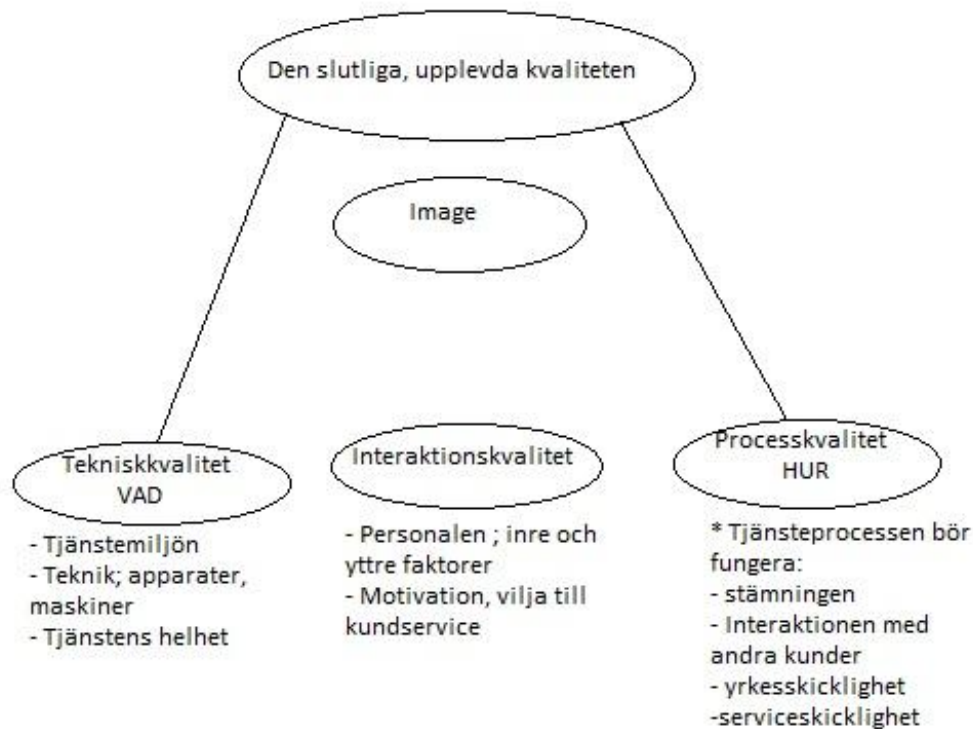 Den slutliga, upplevda kvaliteten
Image
Tekniskkvalitet
VAD
- Tjänstemiljön
- Teknik; apparater,
maskiner
- Tjänstens helhet
Interaktionskvalitet
- Personalen ; inre och
yttre faktorer
- Motivation, vilja till
kundservice
Processkvalitet
HUR
* Tjänsteprocessen bör
fungera:
- stämningen
- Interaktionen med
andra kunder
- yrkesskicklighet
-serviceskicklighet